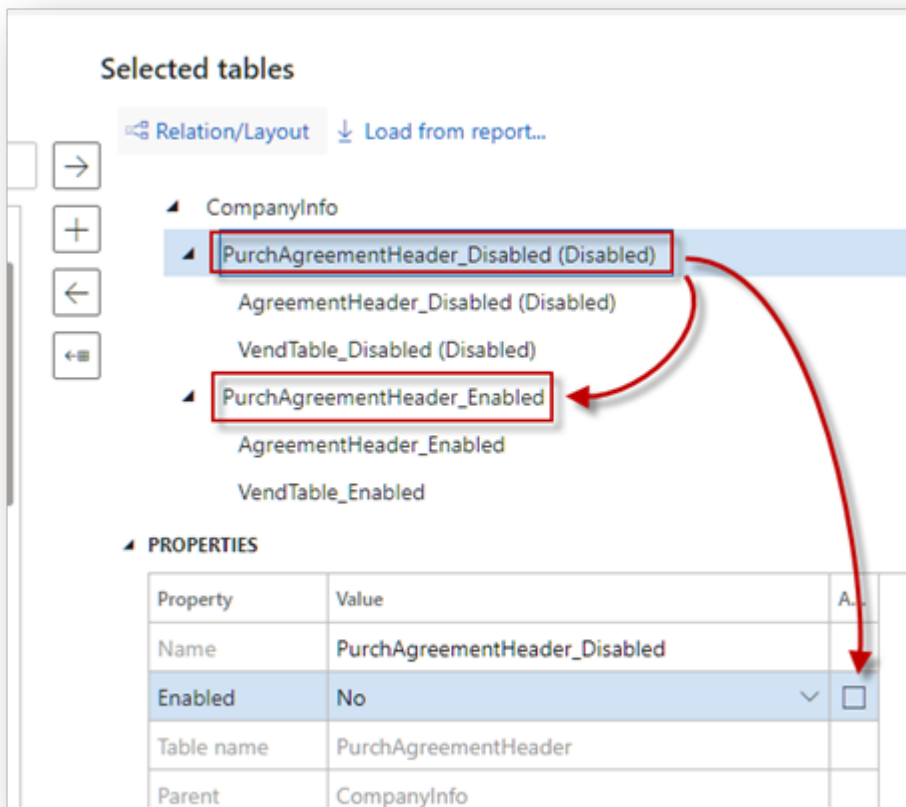 Selected tables
Relation/Layout Load from report...
CompanyInfo
PurchAgreementHeader_Disabled (Disabled)
AgreementHeader_Disabled (Disabled)
VendTable_Disabled (Disabled)
PurchAgreementHeader_Enabled
AgreementHeader_Enabled
VendTable_Enabled
PROPERTIES
Property Value A...
Name PurchAgreementHeader_Disabled
Enabled No
Table name PurchAgreementHeader
Parent CompanyInfo